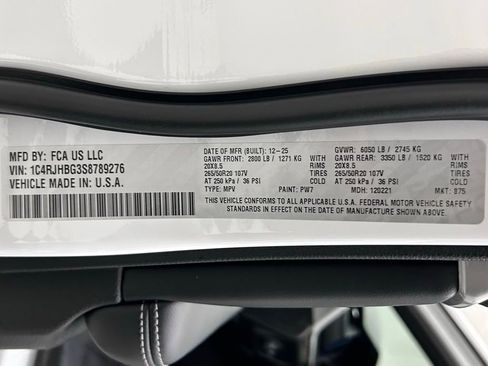 MFD BY: FCA US LLC
VIN: 1C4RJHBG3S8789276
VEHICLE MADE IN: U.S.A.
DATE OF MFR (BUILT): 12-25
GAWR FRONT: 2800 LB / 1271 KG
20X8.5 RIMS
265/50R20 107V TIRES
AT 250 kPa / 36 PSI
TYPE: MPV PAINT: PW7
GVWR: 6050 LB / 2745 KG
GAWR REAR: 3350 LB / 1520 KG
20X8.5 RIMS
265/50R20 107V TIRES
AT 250 kPa / 36 PSI
MDH: 120221 MKT: 875
THIS VEHICLE CONFORMS TO ALL APPLICABLE U.S.A. FEDERAL MOTOR VEHICLE SAFETY
STANDARDS IN EFFECT ON THE DATE OF MANUFACTURE SHOWN ABOVE.